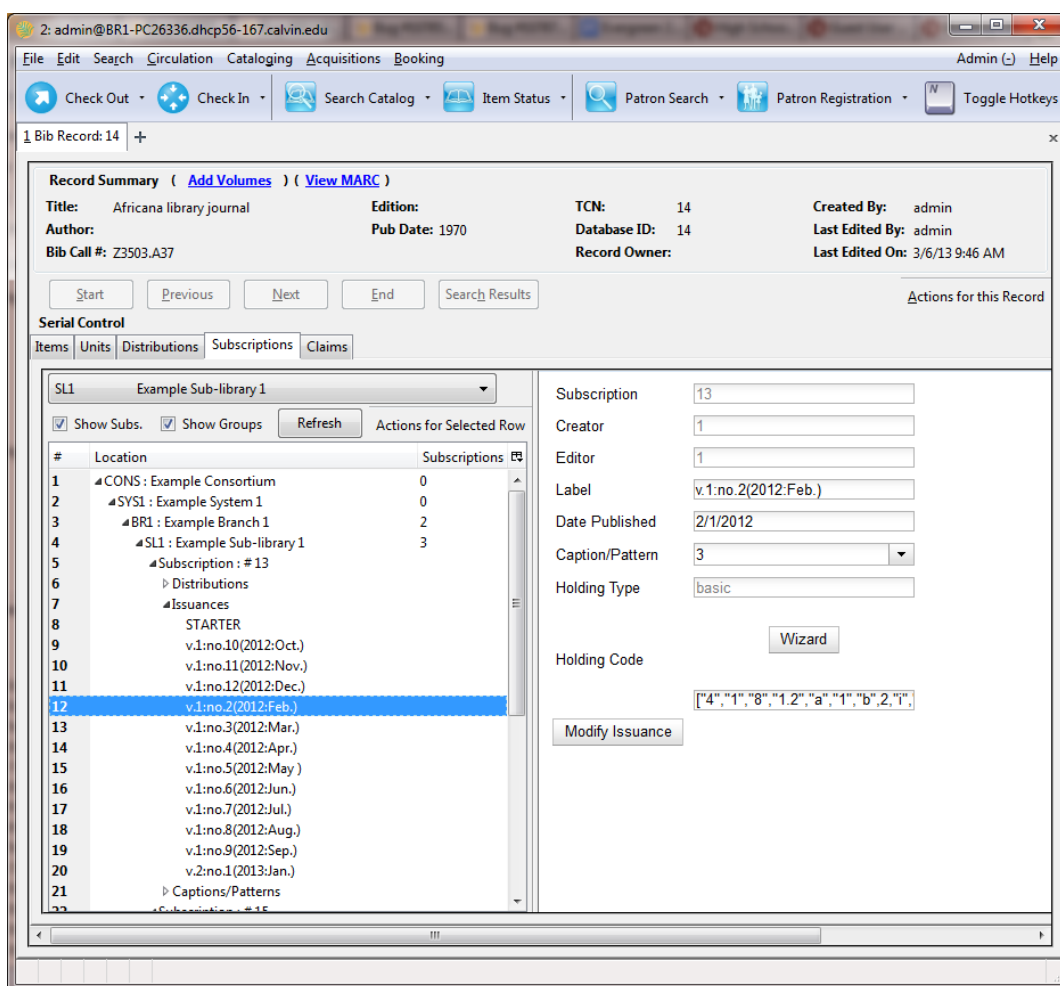 2: admin@BR1-PC26336.dhcp56-167.calvin.edu
File Edit Search Circulation Cataloging Acquisitions Booking Admin (-) Help
Check Out Check In Search Catalog Item Status Patron Search Patron Registration N Toggle Hotkeys
1 Bib Record: 14 + x
Record Summary ( Add Volumes ) ( View MARC )
Title: Africana library journal Edition: TCN: 14 Created By: admin
Author: Pub Date: 1970 Database ID: 14 Last Edited By: admin
Bib Call #: Z3503.A37 Record Owner: Last Edited On: 3/6/13 9:46 AM
Start Previous Next End Search Results Actions for this Record
Serial Control
Items Units Distributions Subscriptions Claims
SL1 Example Sub-library 1
Show Subs. Show Groups Refresh Actions for Selected Row
# Location Subscriptions
1 CONS : Example Consortium 0
2 SYS1 : Example System 1 0
3 BR1 : Example Branch 1 2
4 SL1 : Example Sub-library 1 3
5 Subscription : #13
6 Distributions
7 Issuances
8 STARTER
9 v.1:no.10(2012:Oct.)
10 v.1:no.11(2012:Nov.)
11 v.1:no.12(2012:Dec.)
12 v.1:no.2(2012:Feb.)
13 v.1:no.3(2012:Mar.)
14 v.1:no.4(2012:Apr.)
15 v.1:no.5(2012:May )
16 v.1:no.6(2012:Jun.)
17 v.1:no.7(2012:Jul.)
18 v.1:no.8(2012:Aug.)
19 v.1:no.9(2012:Sep.)
20 v.2:no.1(2013:Jan.)
21 Captions/Patterns
22 Subscription : #15
Subscription 13
Creator 1
Editor 1
Label v.1:no.2(2012:Feb.)
Date Published 2/1/2012
Caption/Pattern 3
Holding Type basic
Wizard
Holding Code
["4","1","8","1.2","a","1","b",2,"i",
Modify Issuance